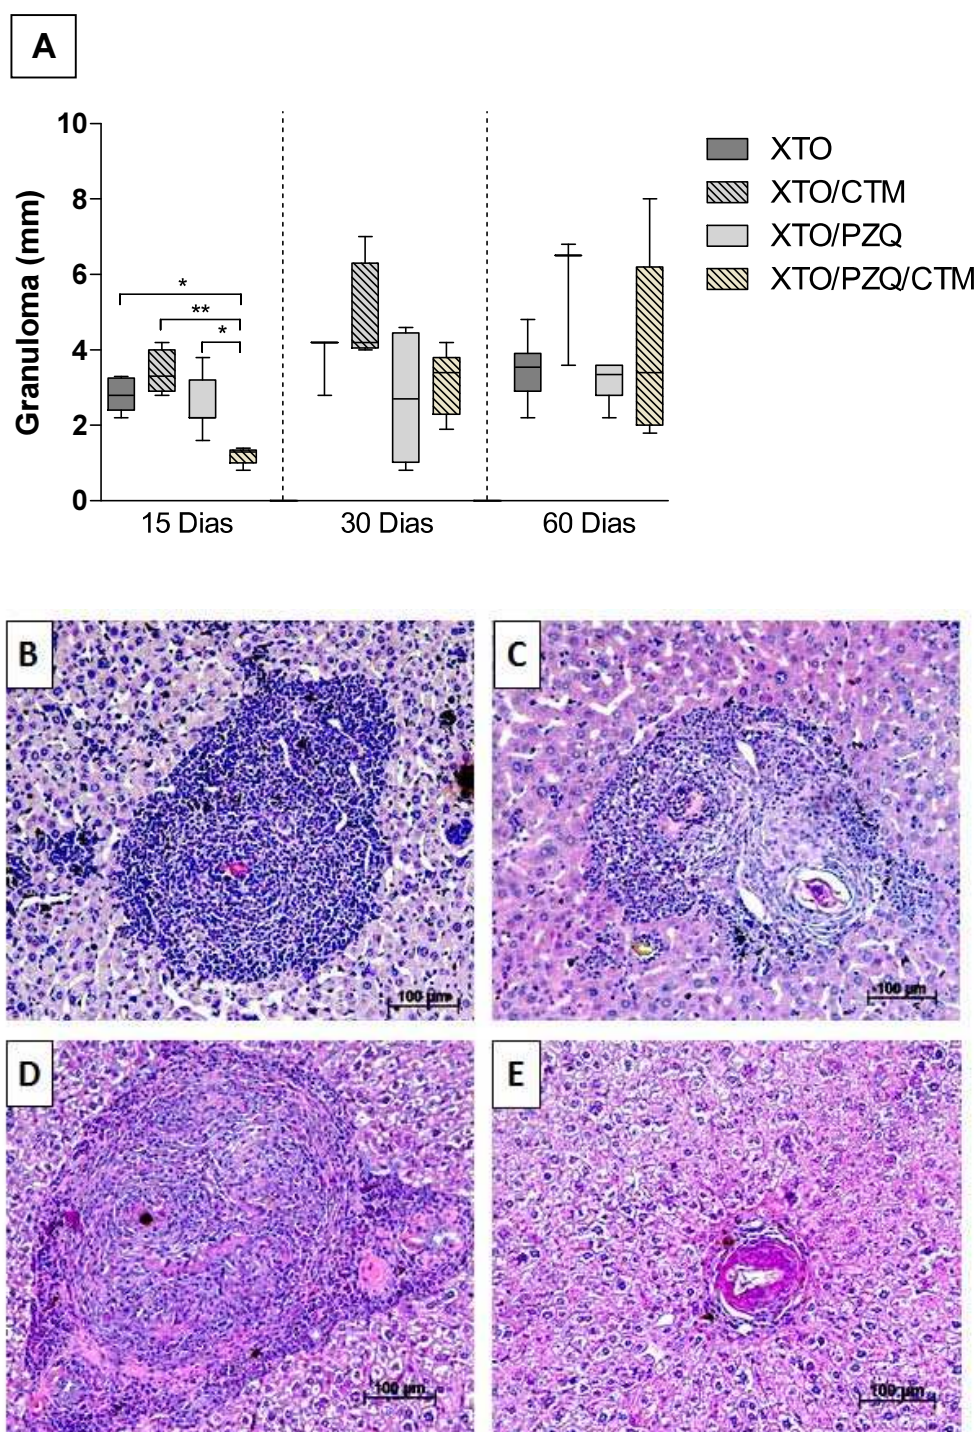 A
10
8
6
4
2
0
Granuloma (mm)
*
**
*
15 Dias
30 Dias
60 Dias
XTO
XTO/CTM
XTO/PZQ
XTO/PZQ/CTM
B
100 µm
C
100 µm
D
100 µm
E
100 µm